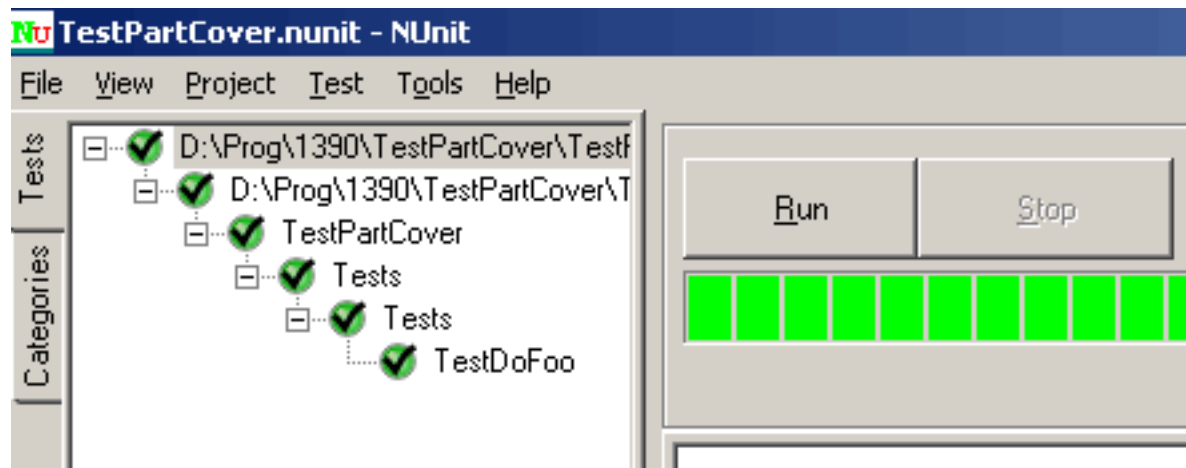 NU TestPartCover.nunit - NUnit
File View Project Test Tools Help
Tests
Categories
D:\Prog\1390\TestPartCover\Test
D:\Prog\1390\TestPartCover\T
TestPartCover
Tests
Tests
TestDoFoo
Run Stop